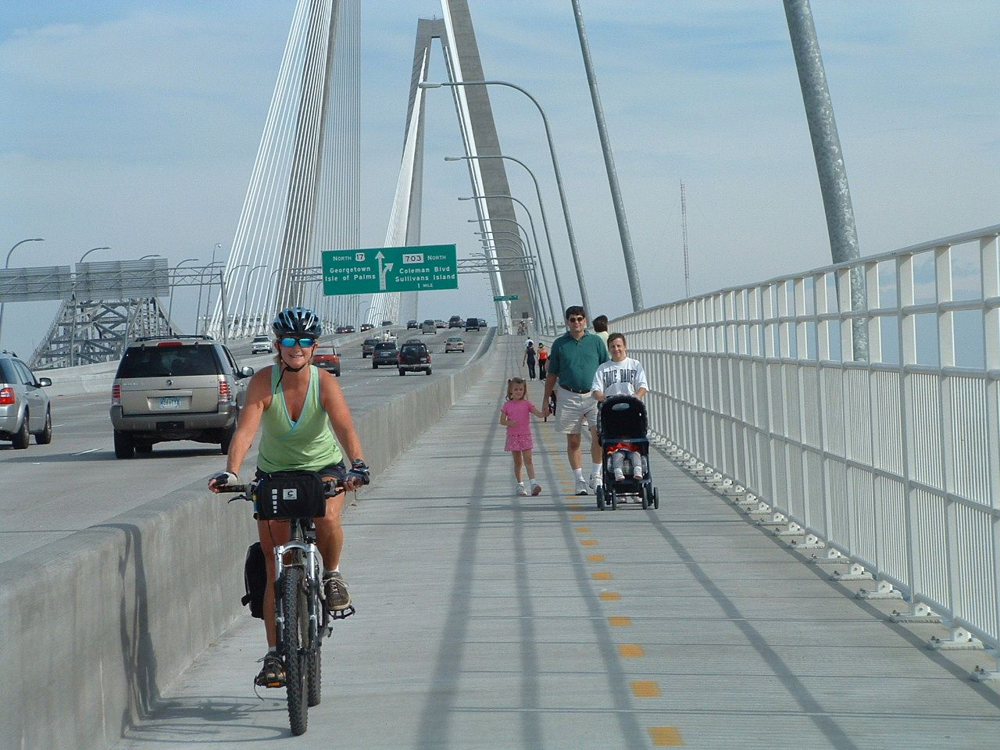 NORTH 17
Georgetown
Isle of Palms
703 NORTH
Coleman Blvd
Sullivans Island
1 MILE
C